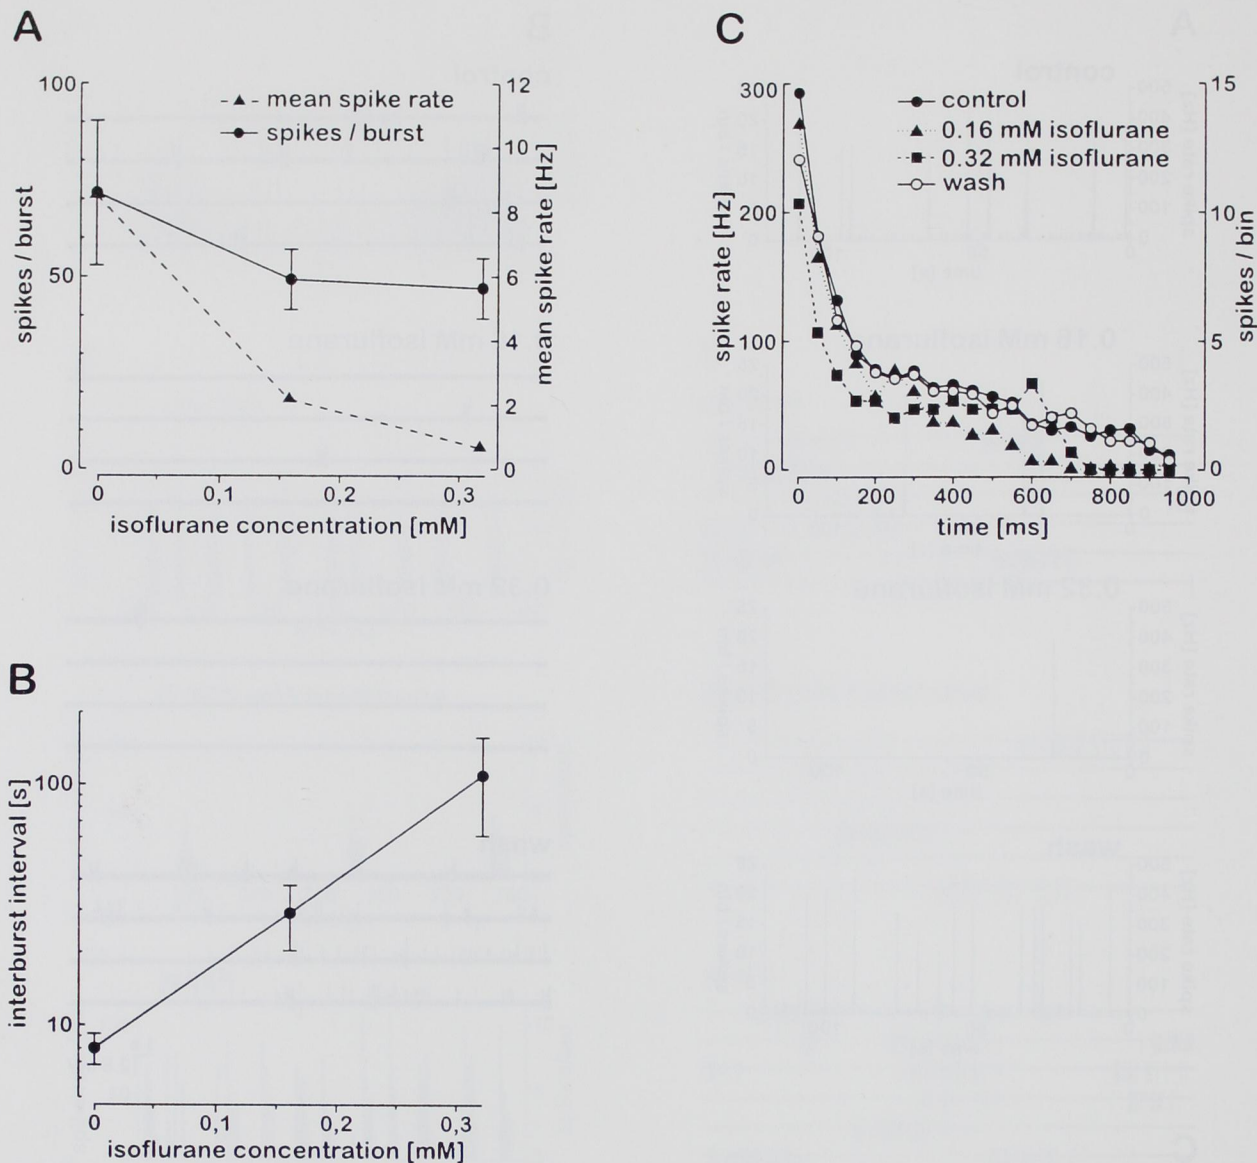 A
100
50
0
spikes / burst
mean spike rate
spikes / burst
12
10
8
6
4
2
0
mean spike rate [Hz]
0
0,1
0,2
0,3
isoflurane concentration [mM]
B
100
10
interburst interval [s]
0
0,1
0,2
0,3
isoflurane concentration [mM]
C
300
200
100
0
spike rate [Hz]
control
0.16 mM isoflurane
0.32 mM isoflurane
wash
15
10
5
0
spikes / bin
0
200
400
600
800
1000
time [ms]